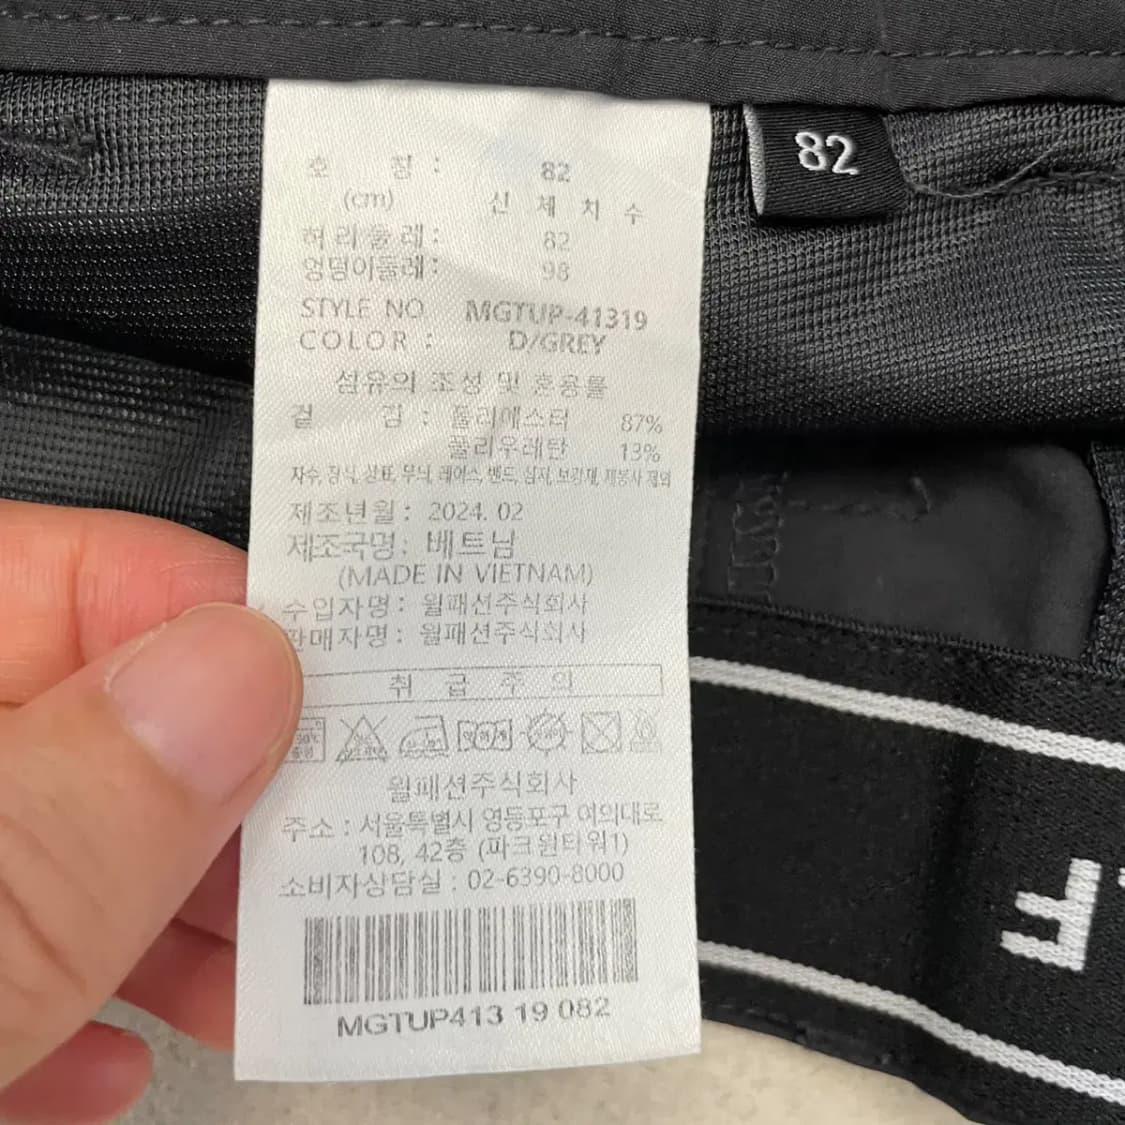 호 칭 : 82
(cm) 신 체 치 수
허리둘레 : 82
엉덩이둘레 : 98
STYLE NO MGTUP-41319
COLOR : D/GREY
섬유의 조성 및 혼용률
겉 감 : 폴리에스터 87%
폴리우레탄 13%
자수, 장식, 상표, 무늬, 레이스, 밴드, 심지, 보강재, 재봉사 제외
제조년월 : 2024. 02
제조국명 : 베트남
(MADE IN VIETNAM)
수입자명 : 월패션주식회사
판매자명 : 월패션주식회사
취 급 주 의
월패션주식회사
주소 : 서울특별시 영등포구 여의대로
108, 42층 (파크원타워1)
소비자상담실 : 02-6390-8000
MGTUP413 19 082
82
F